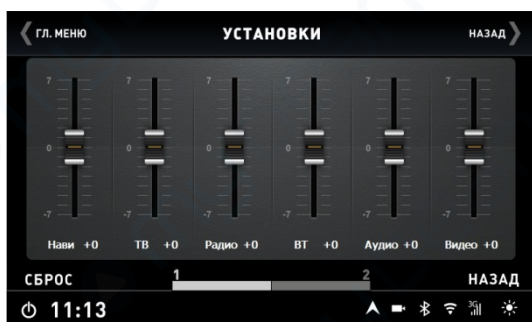 ГЛ. МЕНЮ УСТАНОВКИ НАЗАД
7 7 7 7 7 7
0 0 0 0 0 0
-7 -7 -7 -7 -7 -7
Нави +0 ТВ +0 Радио +0 ВТ +0 Аудио +0 Видео +0
СБРОС 1 2 НАЗАД
11:13 3G